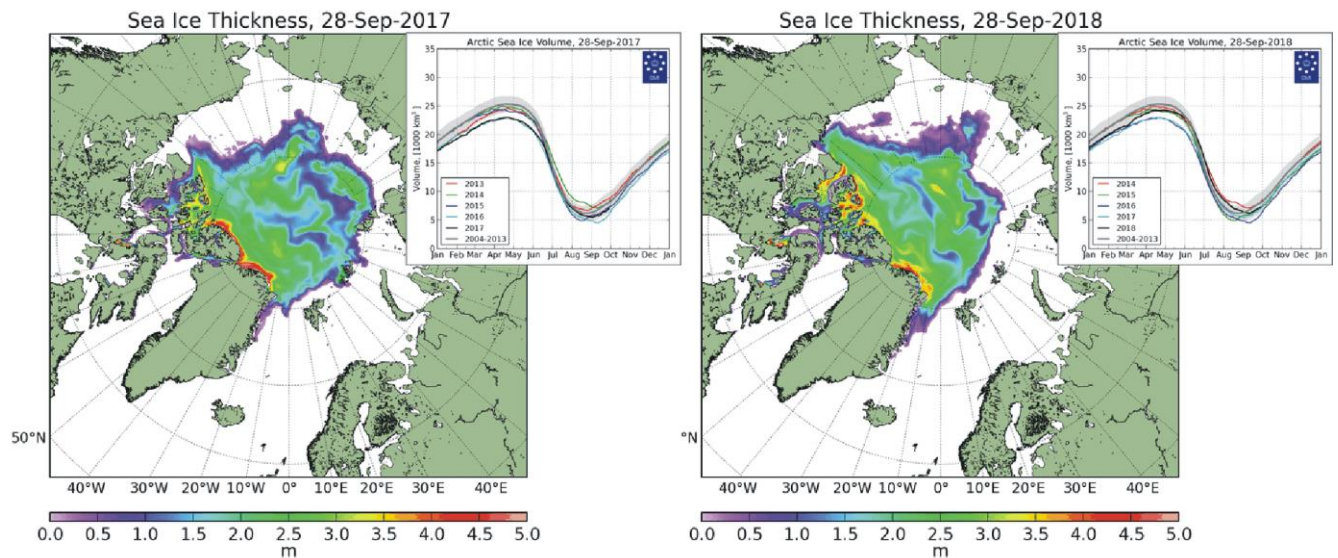 Sea Ice Thickness, 28-Sep-2017
Arctic Sea Ice Volume, 28-Sep-2017
Volume, [1000 km³]
35
30
25
20
15
10
5
0
2013
2014
2015
2016
2017
2004-2013
Jan Feb Mar Apr May Jun Jul Aug Sep Oct Nov Dec Jan
50°N
40°W 30°W 20°W 10°W 0° 10°E 20°E 30°E 40°E
0.0 0.5 1.0 1.5 2.0 2.5 3.0 3.5 4.0 4.5 5.0
m
Sea Ice Thickness, 28-Sep-2018
Arctic Sea Ice Volume, 28-Sep-2018
Volume, [1000 km³]
35
30
25
20
15
10
5
0
2014
2015
2016
2017
2018
2004-2013
Jan Feb Mar Apr May Jun Jul Aug Sep Oct Nov Dec Jan
°N
40°W 30°W 20°W 10°W 0° 10°E 20°E 30°E 40°E
0.0 0.5 1.0 1.5 2.0 2.5 3.0 3.5 4.0 4.5 5.0
m